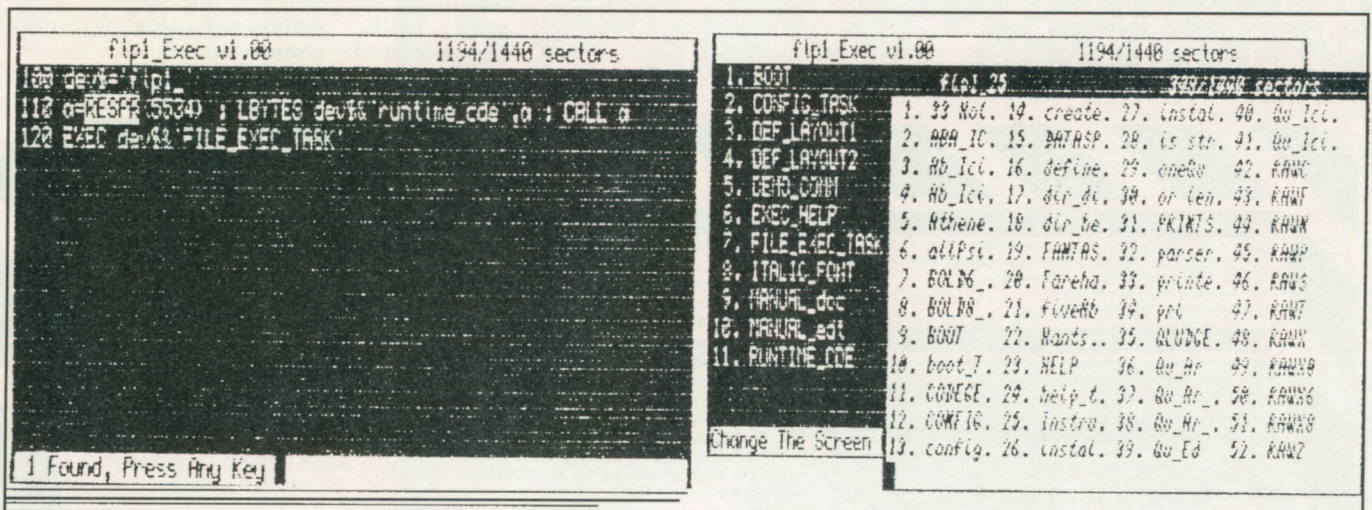 flp1_Exec v1.00 1194/1440 sectors
100 dev$='flp1_'
110 a=RESPR(5534) : LBYTES dev$&'runtime_cde',a : CALL a
120 EXEC dev$&'FILE_EXEC_TASK'
1 Found, Press Any Key
flp1_Exec v1.00 1194/1440 sectors
1. BOOT
2. CONFIG_TASK
3. DEF_LAYOUT1
4. DEF_LAYOUT2
5. DEMO_COMM
6. EXEC_HELP
7. FILE_EXEC_TASK
8. ITALIC_FONT
9. MANUAL_doc
10. MANUAL_edt
11. RUNTIME_CDE
Change The Screen
flp1_25 sectors
1. 33 Not. 14. create. 27. instal. 40. Qu_Ici.
2. ABA_IC. 15. DATASP. 28. is str. 41. Qu_Ici.
3. Ab_Ici. 16. define. 29. oneQu 42. RAWC
4. Ab_Ici. 17. dir_di. 30. or len. 43. RAWF
5. Athene. 18. dir_he. 31. PRINTS. 44. RAWN
6. allPsi. 19. FANTAS. 32. parser. 45. RAWP
7. BOLD6_. 20. Fareha. 33. printe. 46. RAWS
8. BOLD8_. 21. fiveAb 34. prt 47. RAWT
9. BOOT 22. Hants.. 35. QLUDGE. 48.
10. boot_T. 23. HELP 36. Qu_Ar 49. RAWX0
11. CODEGE. 24. help_t. 37. Qu_Ar_. 50. RAWX6
12. CONFIG. 25. Instru. 38. Qu_Ar_. 51. RAWX8
13. config. 26. instal. 39. Qu_Ed 52. RAWZ